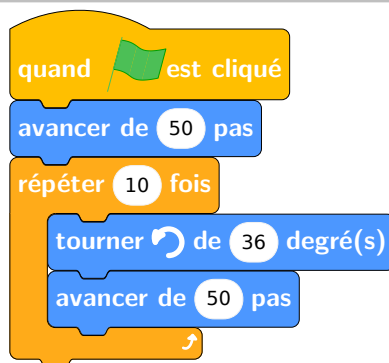 quand est cliqué
avancer de 50 pas
répéter 10 fois
tourner de 36 degré(s)
avancer de 50 pas